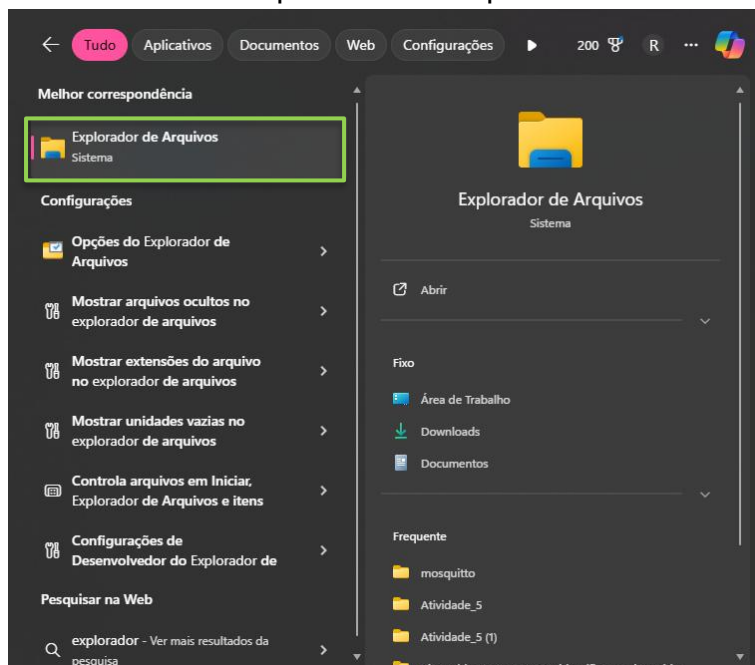 Tudo Aplicativos Documentos Web Configurações 200 R
Melhor correspondência
Explorador de Arquivos
Sistema
Configurações
Opções do Explorador de
Arquivos
Mostrar arquivos ocultos no
explorador de arquivos
Mostrar extensões do arquivo
no explorador de arquivos
Mostrar unidades vazias no
explorador de arquivos
Controla arquivos em Iniciar,
Explorador de Arquivos e itens
Configurações de
Desenvolvedor do Explorador de
Pesquisar na Web
explorador - Ver mais resultados da
pesquisa
Explorador de Arquivos
Sistema
Abrir
Fixo
Área de Trabalho
Downloads
Documentos
Frequente
mosquitto
Atividade_5
Atividade_5 (1)